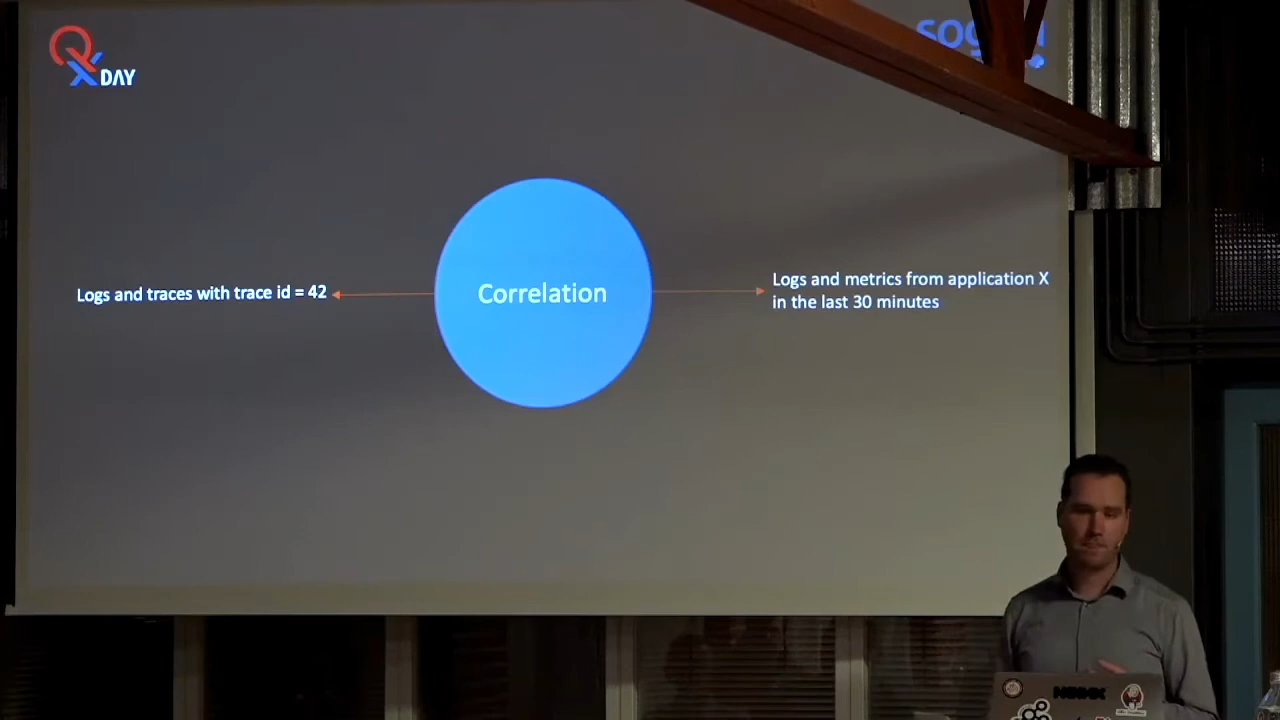 QX DAY
Logs and traces with trace id = 42
Correlation
Logs and metrics from application X
in the last 30 minutes